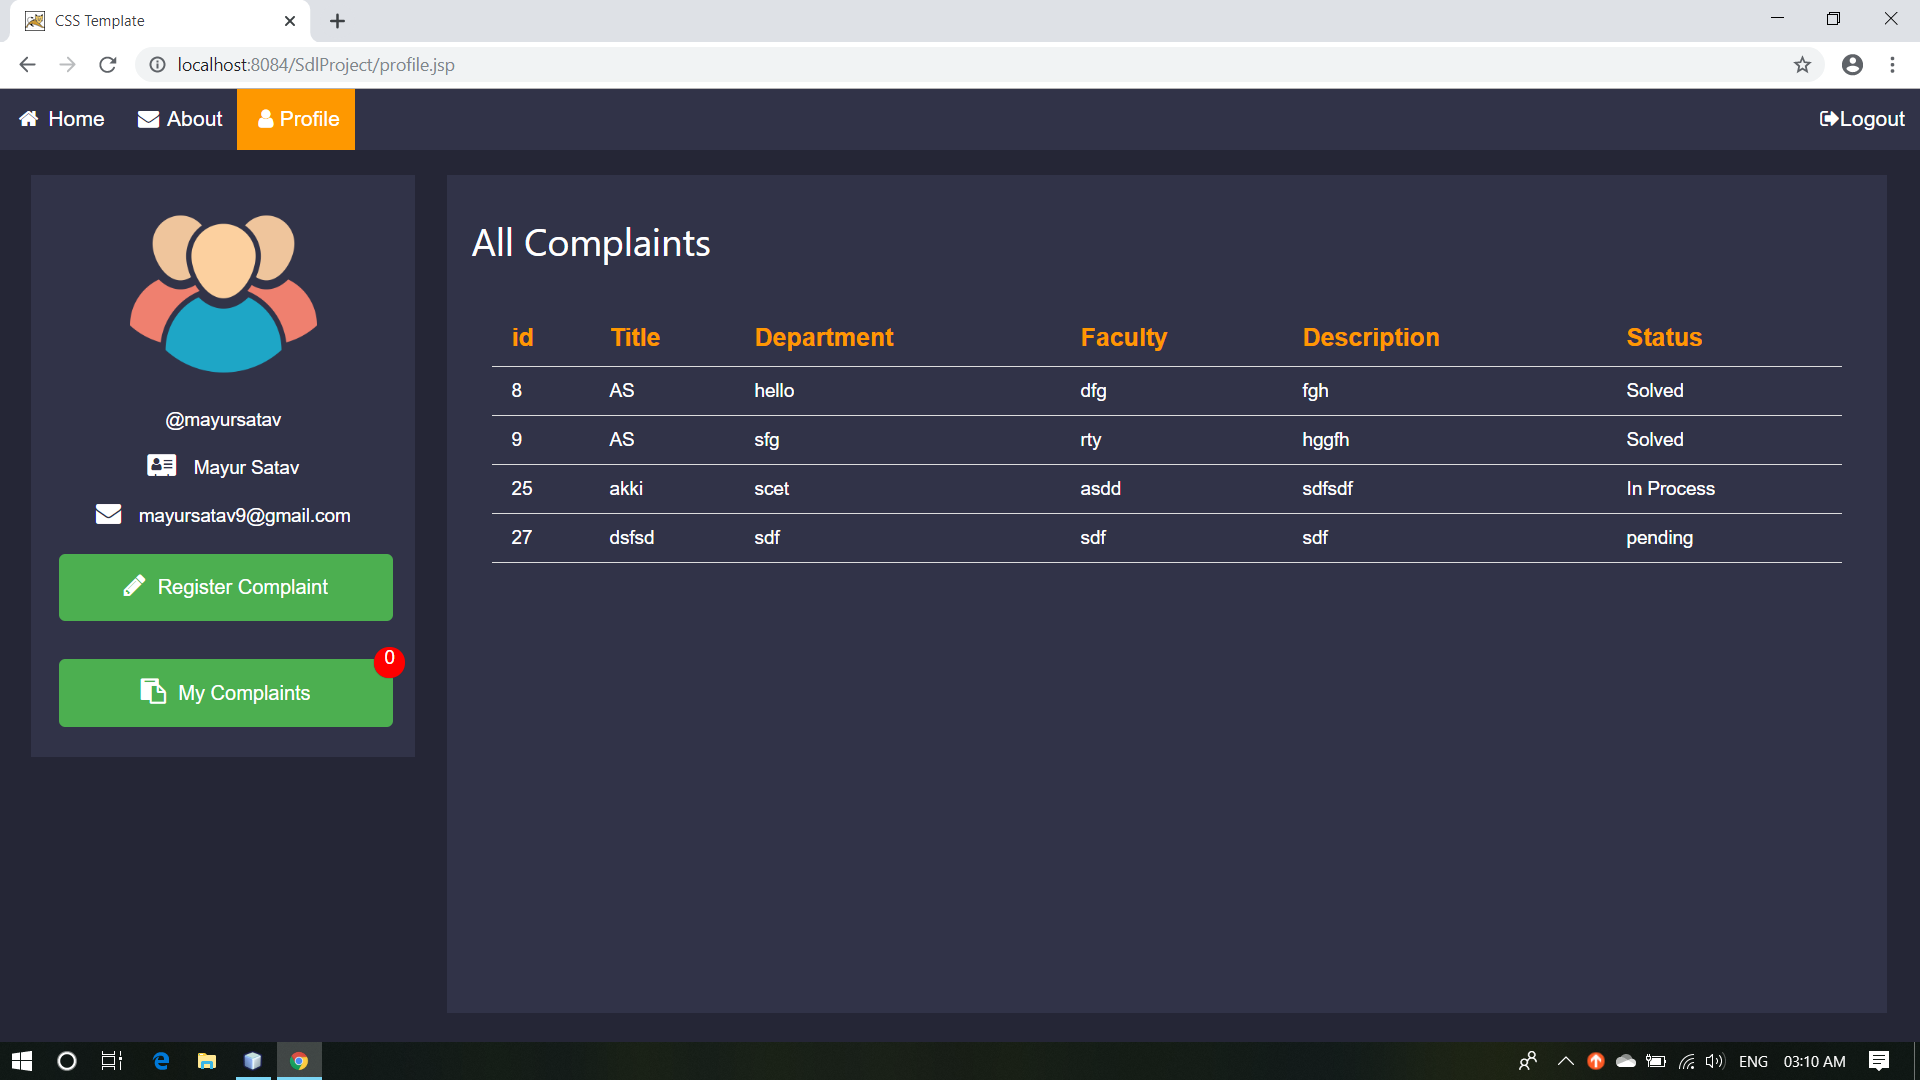 CSS Template
localhost:8084/SdlProject/profile.jsp
Home About Profile Logout
@mayursatav
Mayur Satav
mayursatav9@gmail.com
Register Complaint
0
My Complaints
All Complaints
id Title Department Faculty Description Status
8 AS hello dfg fgh Solved
9 AS sfg rty hggfh Solved
25 akki scet asdd sdfsdf In Process
27 dsfsd sdf sdf sdf pending
ENG 03:10 AM